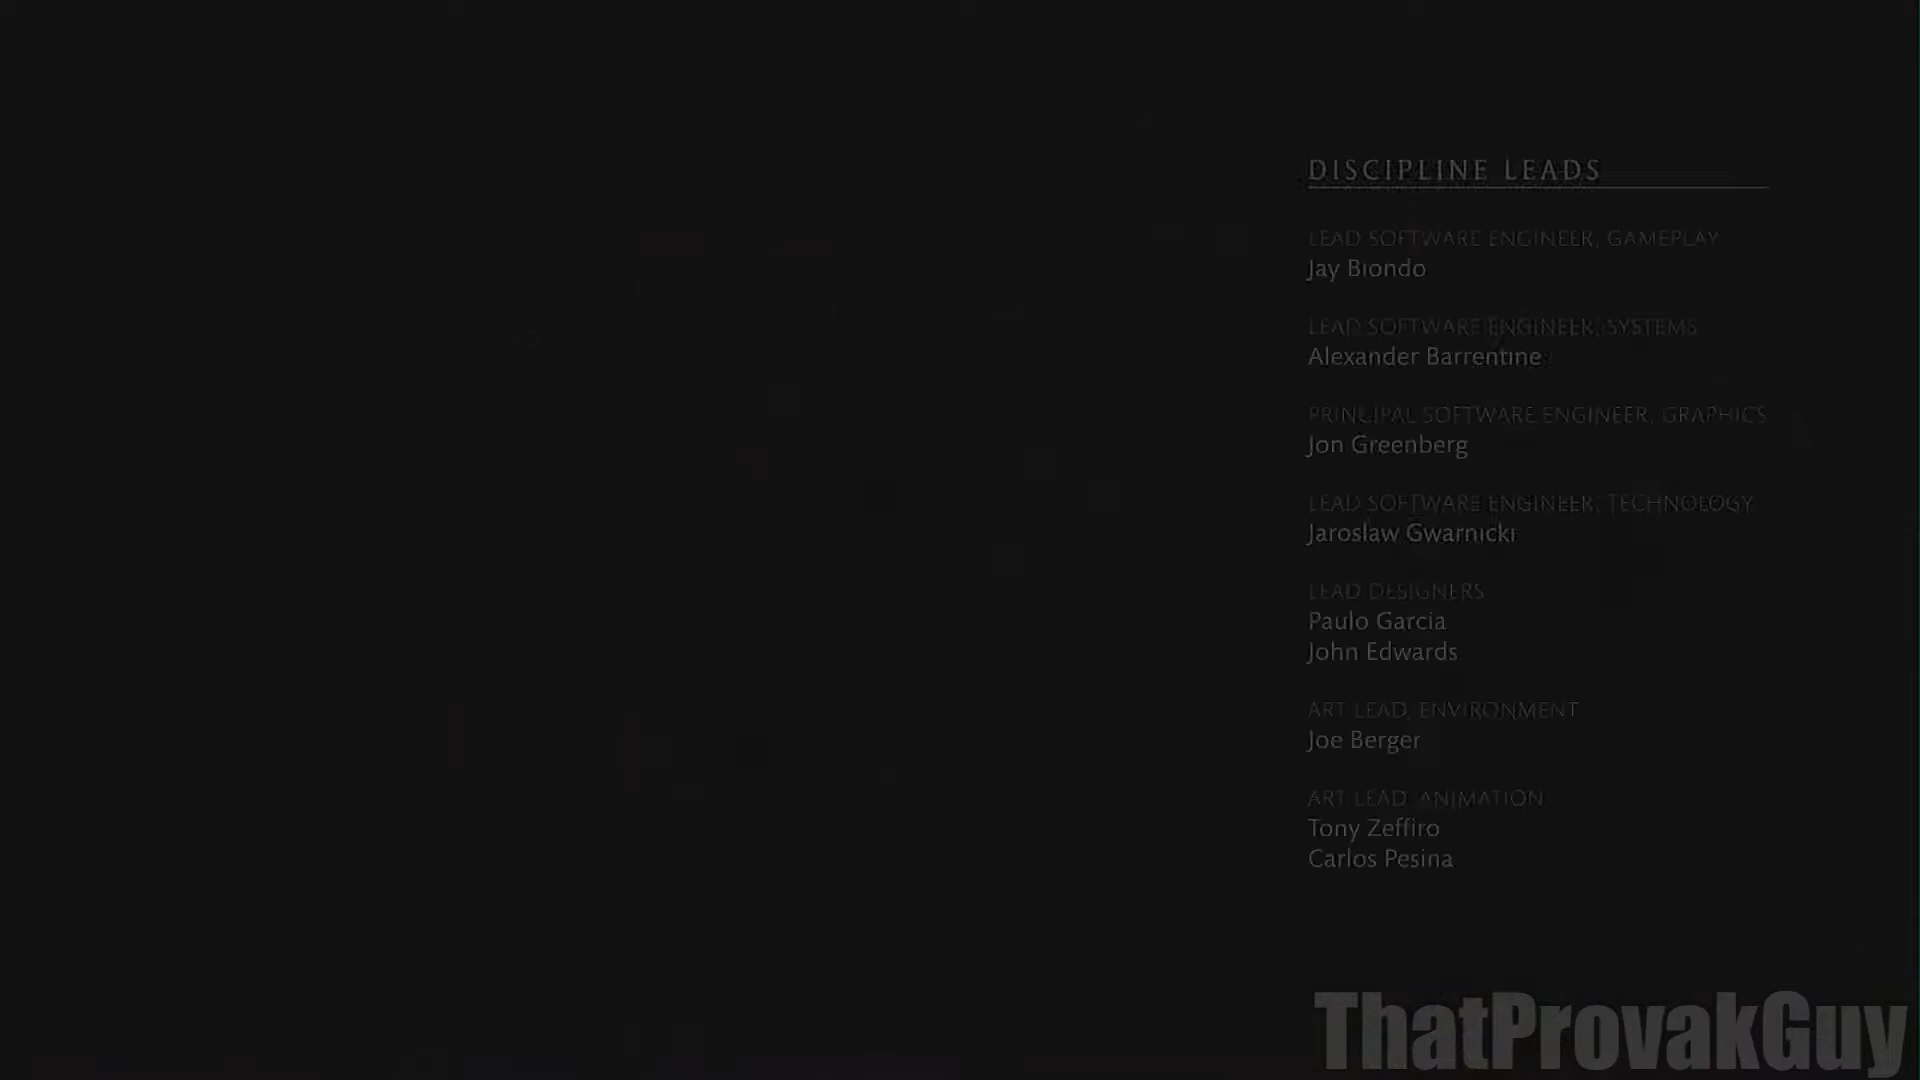 DISCIPLINE LEADS
LEAD SOFTWARE ENGINEER, GAMEPLAY
Jay Biondo
LEAD SOFTWARE ENGINEER, SYSTEMS
Alexander Barrentine
PRINCIPAL SOFTWARE ENGINEER, GRAPHICS
Jon Greenberg
LEAD SOFTWARE ENGINEER, TECHNOLOGY
Jaroslaw Gwarnicki
LEAD DESIGNERS
Paulo Garcia
John Edwards
ART LEAD, ENVIRONMENT
Joe Berger
ART LEAD, ANIMATION
Tony Zeffiro
Carlos Pesina
ThatProvakGuy